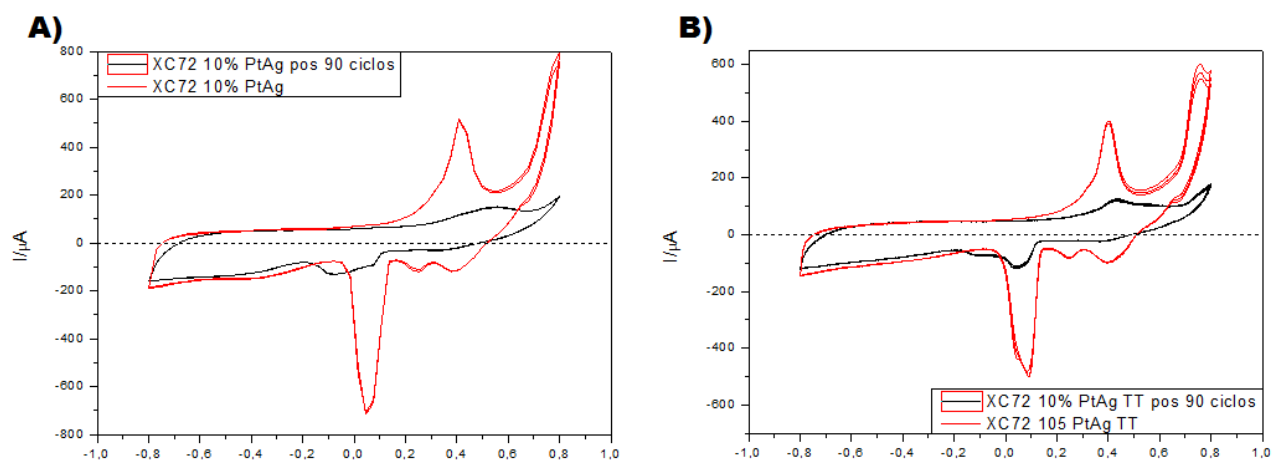 A)
XC72 10% PtAg pos 90 ciclos
XC72 10% PtAg
I/µA
800
600
400
200
0
-200
-400
-600
-800
-1,0 -0,8 -0,6 -0,4 -0,2 0,0 0,2 0,4 0,6 0,8 1,0
B)
I/µA
600
400
200
0
-200
-400
-600
XC72 10% PtAg TT pos 90 ciclos
XC72 105 PtAg TT
-1,0 -0,8 -0,6 -0,4 -0,2 0,0 0,2 0,4 0,6 0,8 1,0